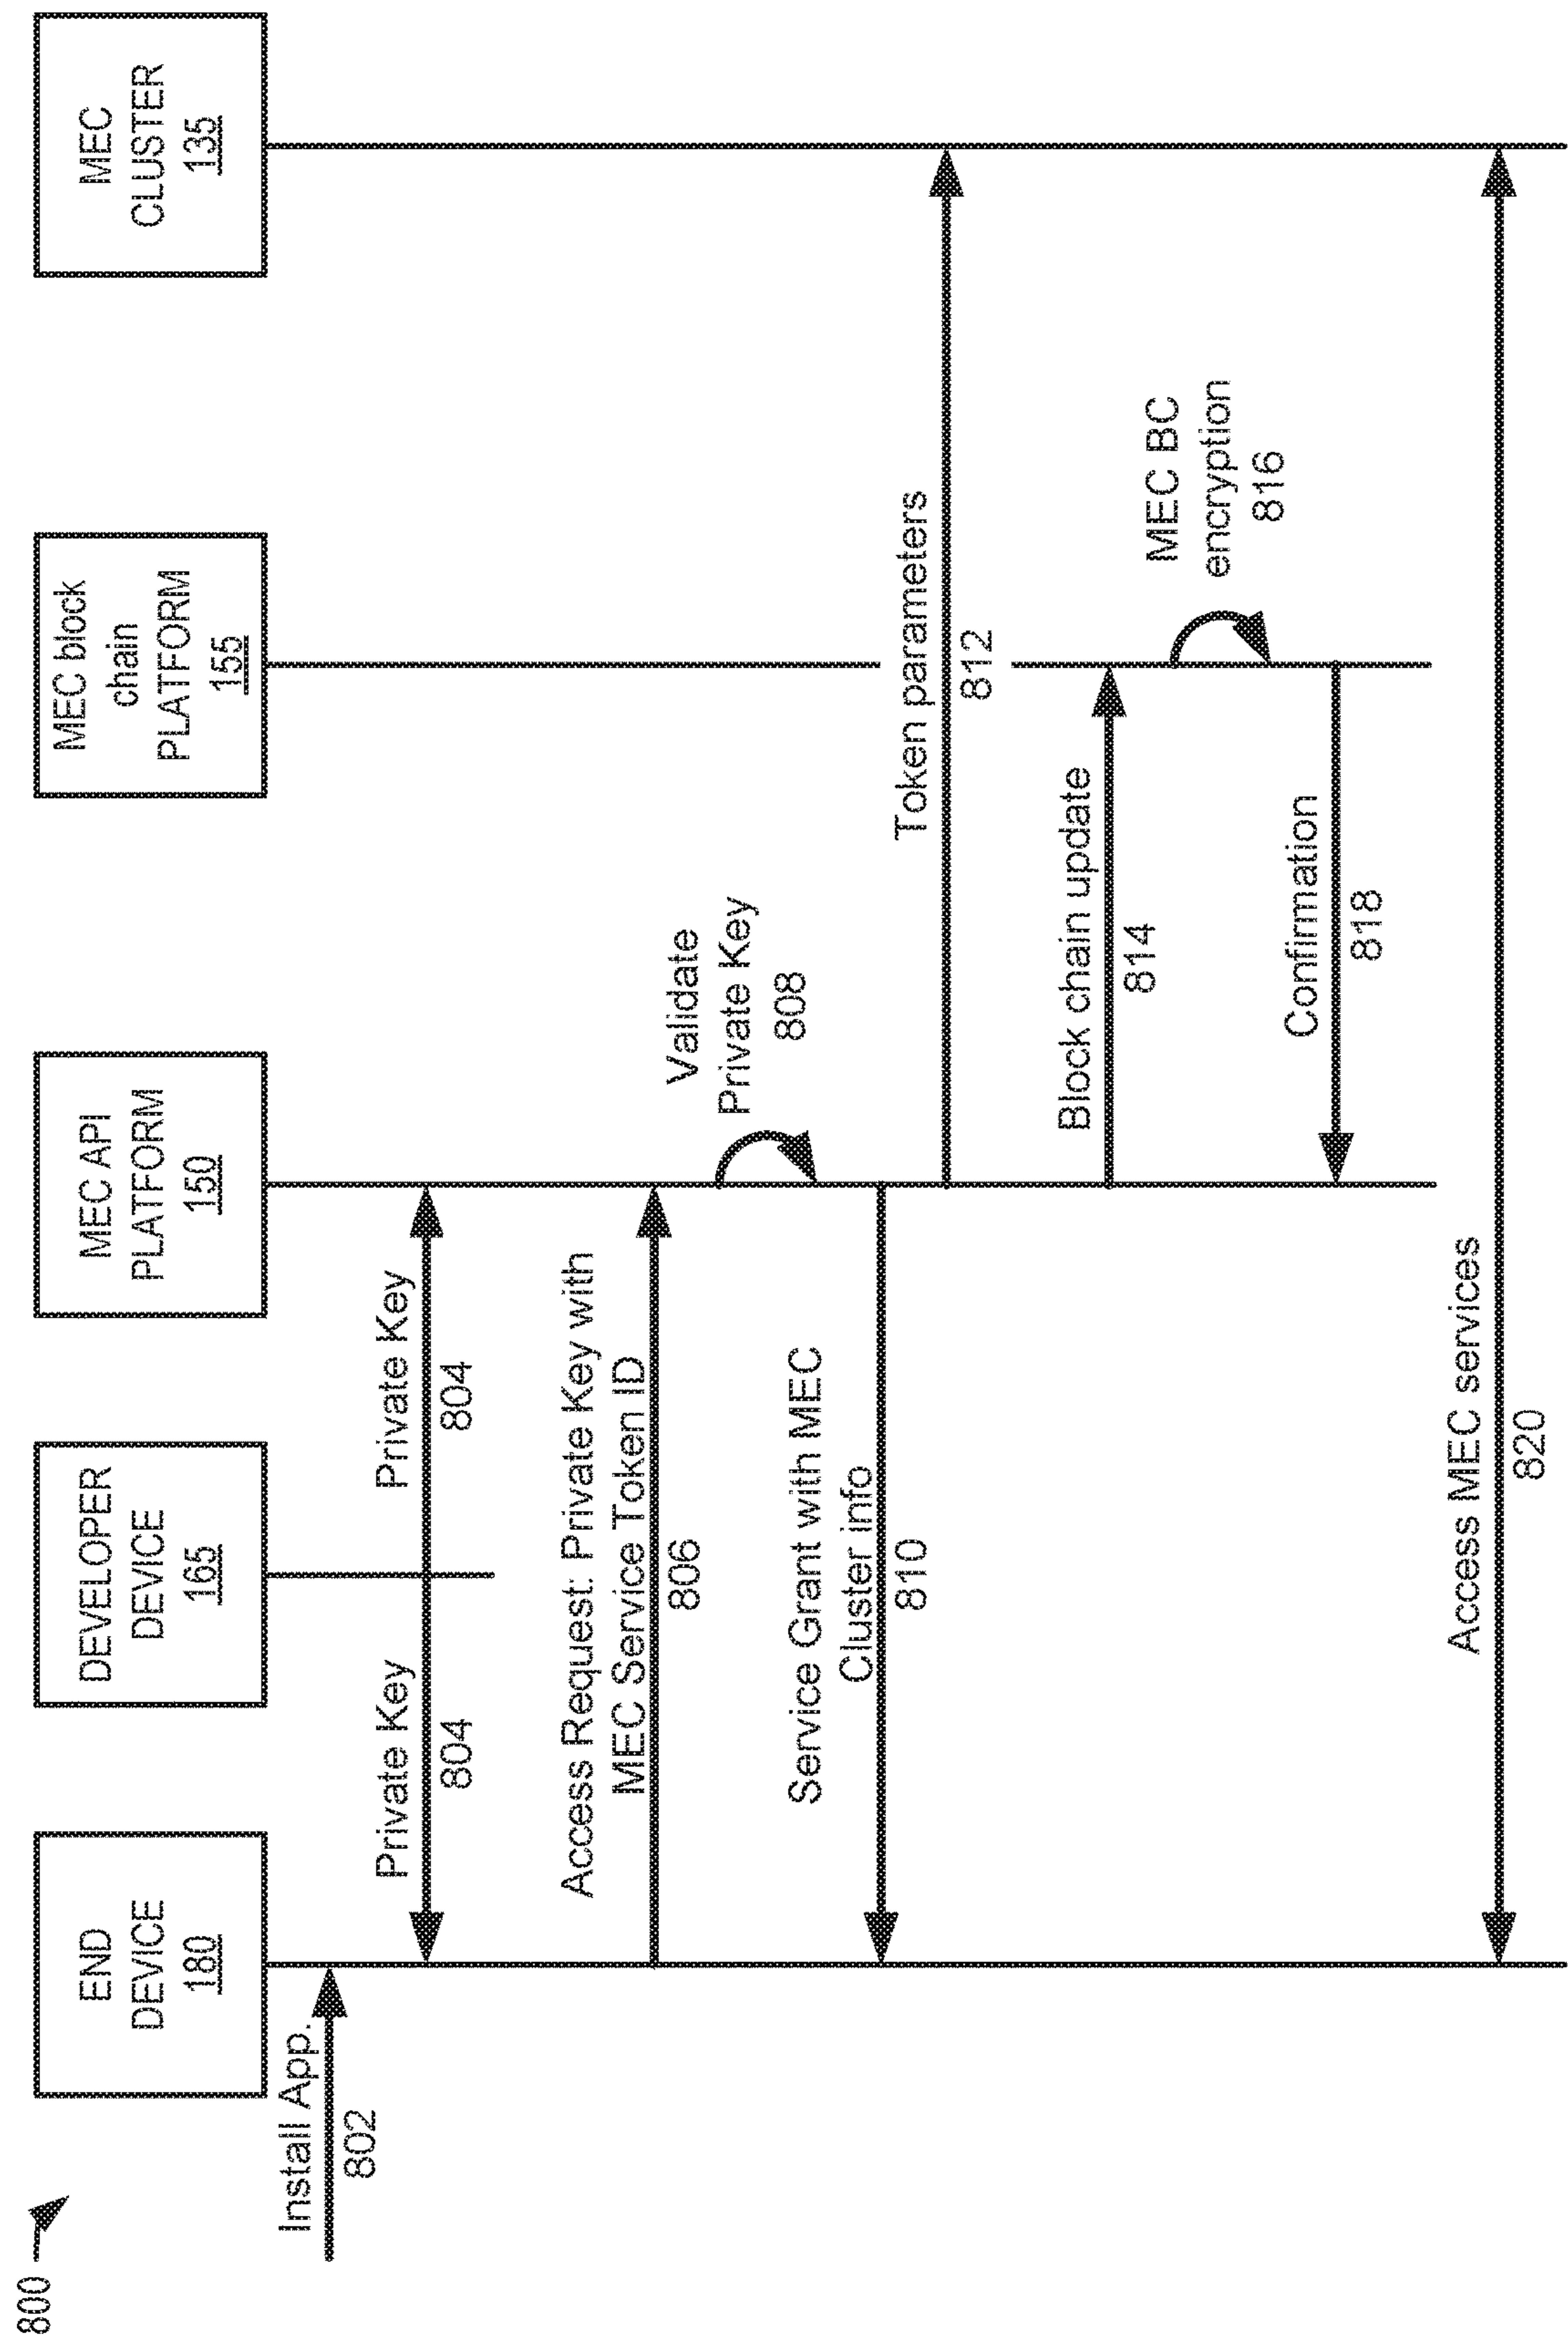 800
END
DEVICE
180
DEVELOPER
DEVICE
165
MEC API
PLATFORM
150
MEC block
chain
PLATFORM
155
MEC
CLUSTER
135
Install App.
802
Private Key
804
Private Key
804
Access Request: Private Key with
MEC Service Token ID
806
Validate
Private Key
808
Service Grant with MEC
Cluster info
810
Token parameters
812
Block chain update
814
MEC BC
encryption
816
Confirmation
818
Access MEC services
820